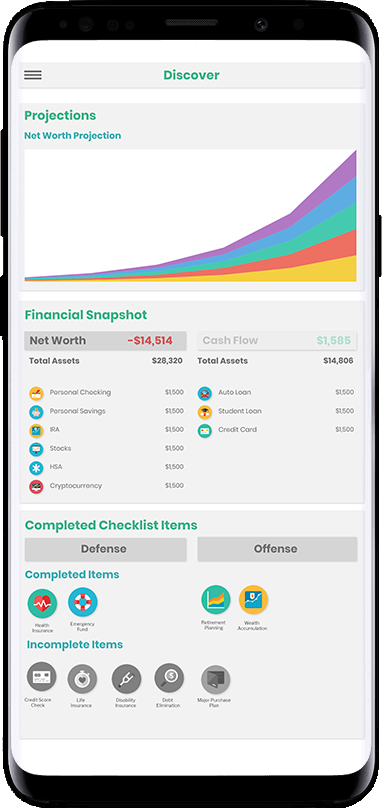 Discover
Projections
Net Worth Projection
Financial Snapshot
Net Worth -$14,514
Cash Flow $1,585
Total Assets $28,320
Total Assets $14,806
Personal Checking $1,500
Auto Loan $1,500
Personal Savings $1,500
Student Loan $1,500
IRA $1,500
Credit Card $1,500
Stocks $1,500
HSA $1,500
Cryptocurrency $1,500
Completed Checklist Items
Defense
Offense
Completed Items
Health
Insurance
Emergency
Fund
Retirement
Planning
Wealth
Accumulation
Incomplete Items
Credit Score
Check
Life
Insurance
Disability
Insurance
Debt
Elimination
Major Purchase
Plan